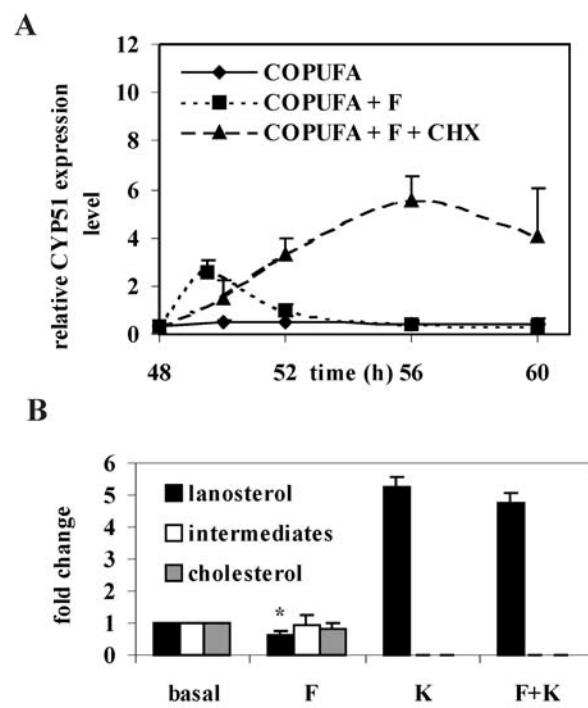 A
12
10
8
6
4
2
0
relative CYP51 expression
level
COPUFA
COPUFA + F
COPUFA + F + CHX
48 52 time (h) 56 60
B
6
5
4
3
2
1
0
fold change
lanosterol
intermediates
cholesterol
*
basal F K F+K